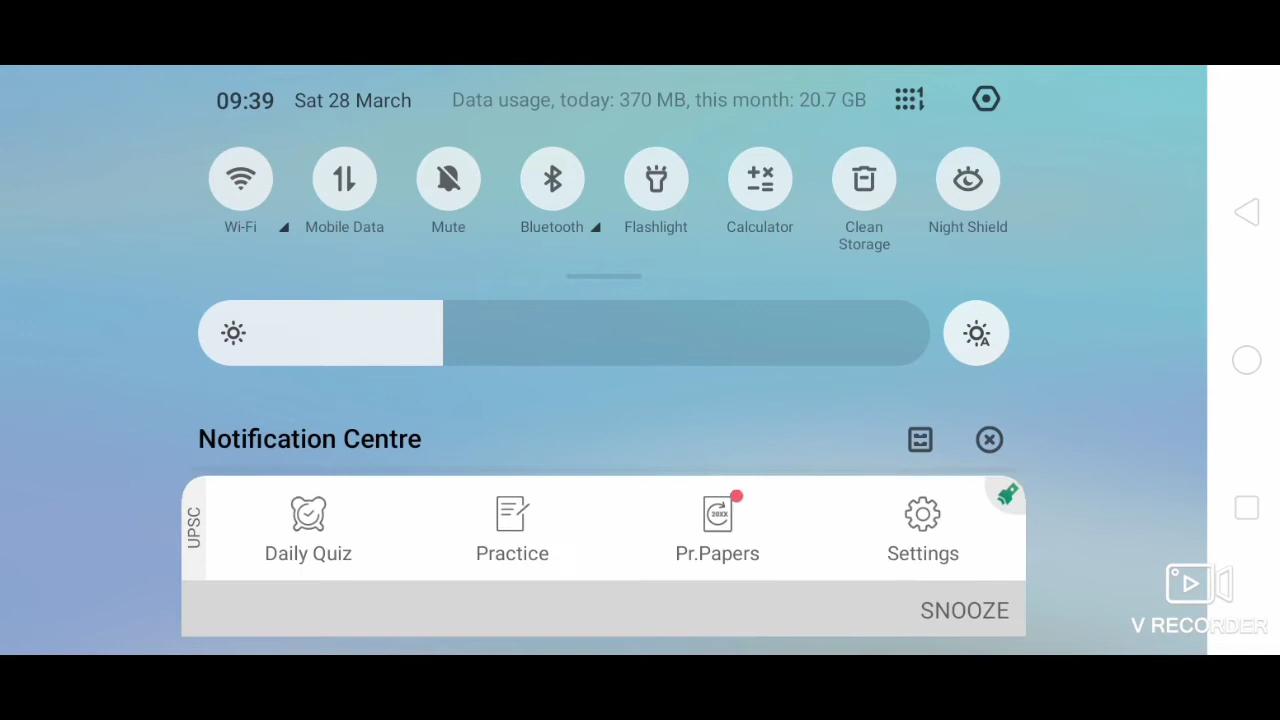 09:39 Sat 28 March Data usage, today: 370 MB, this month: 20.7 GB
Wi-Fi Mobile Data Mute Bluetooth Flashlight Calculator Clean Storage Night Shield
Notification Centre
UPSC
Daily Quiz Practice Pr.Papers Settings
20XX
SNOOZE
V RECORDER